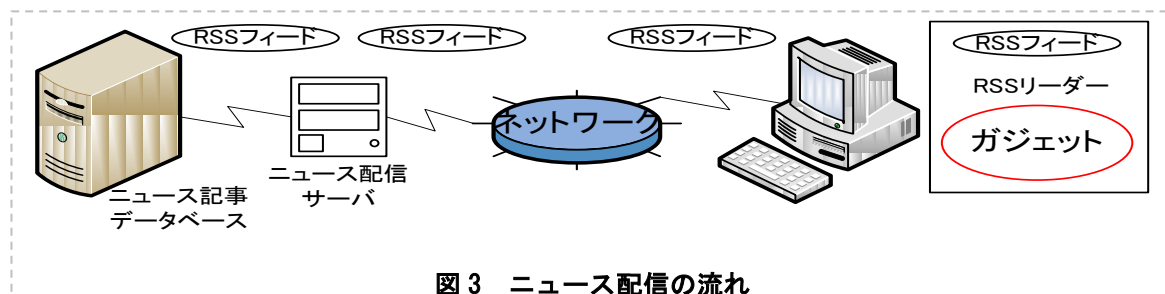 RSSフィード
RSSフィード
RSSフィード
RSSフィード
RSSリーダー
ガジェット
ネットワーク
ニュース配信
サーバ
ニュース記事
データベース
図3 ニュース配信の流れ